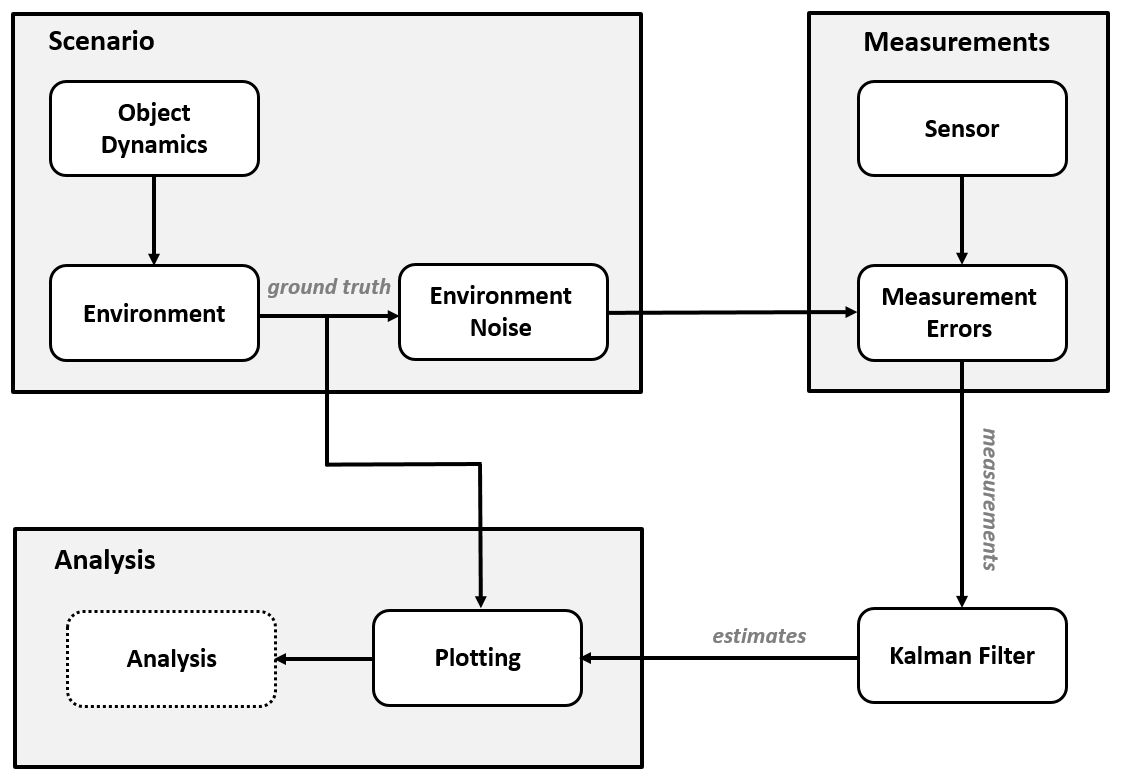 Scenario
Object
Dynamics
Environment
ground truth
Environment
Noise
Measurements
Sensor
Measurement
Errors
measurements
Kalman Filter
estimates
Analysis
Plotting
Analysis